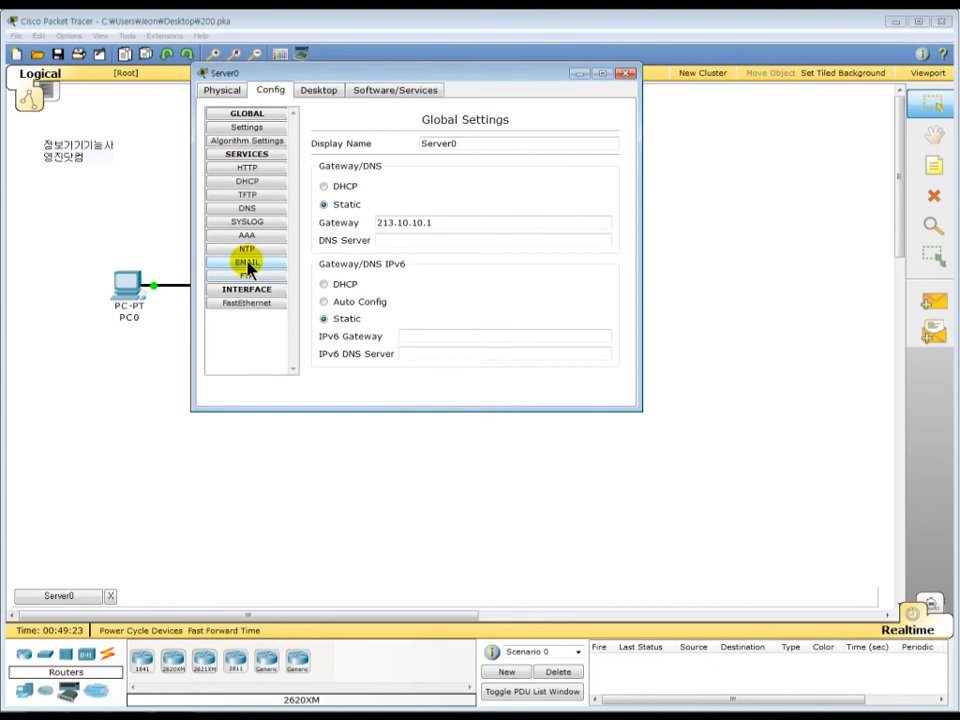 Cisco Packet Tracer - C:₩Users₩Jeon₩Desktop₩200.pka
File Edit Options View Tools Extensions Help
Logical [Root] New Cluster Move Object Set Tiled Background Viewport
정보기기기능사
영진닷컴
PC-PT
PC0
Server0
Physical Config Desktop Software/Services
GLOBAL
Settings
Algorithm Settings
SERVICES
HTTP
DHCP
TFTP
DNS
SYSLOG
AAA
NTP
EMAIL
INTERFACE
FastEthernet
Global Settings
Display Name Server0
Gateway/DNS
DHCP
Static
Gateway 213.10.10.1
DNS Server
Gateway/DNS IPv6
DHCP
Auto Config
Static
IPv6 Gateway
IPv6 DNS Server
Server0 X
Time: 00:49:23 Power Cycle Devices Fast Forward Time Realtime
Routers
1841 2620XM 2621XM 2811 Generic Generic
2620XM
Scenario 0
New Delete
Toggle PDU List Window
Fire Last Status Source Destination Type Color Time (sec) Periodic